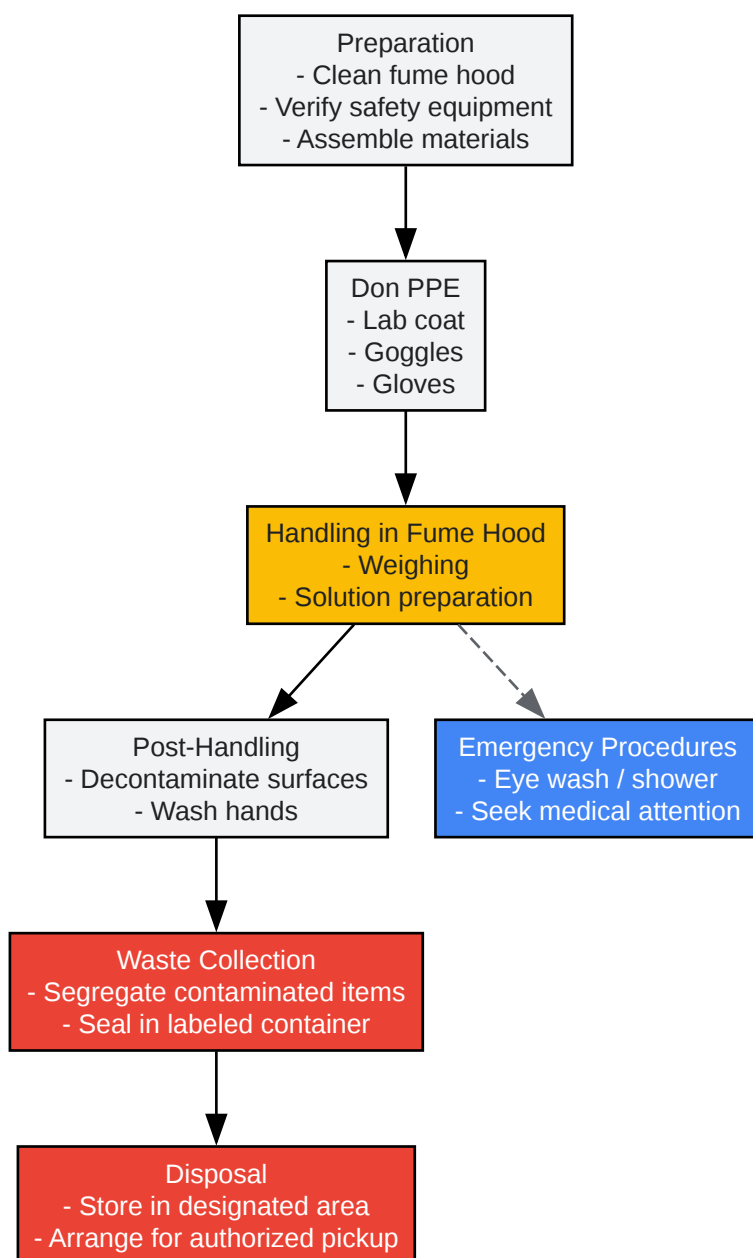 Preparation
- Clean fume hood
- Verify safety equipment
- Assemble materials
Don PPE
- Lab coat
- Goggles
- Gloves
Handling in Fume Hood
- Weighing
- Solution preparation
Post-Handling
- Decontaminate surfaces
- Wash hands
Emergency Procedures
- Eye wash / shower
- Seek medical attention
Waste Collection
- Segregate contaminated items
- Seal in labeled container
Disposal
- Store in designated area
- Arrange for authorized pickup